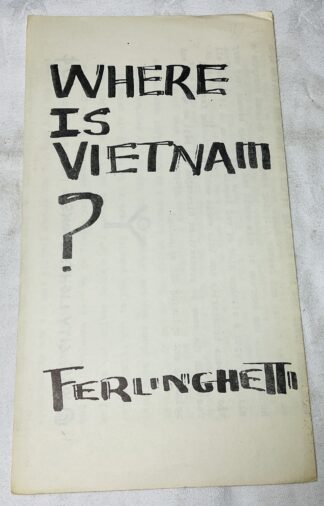 WHERE
IS
VIETNAM
?
FERLINGHETTI